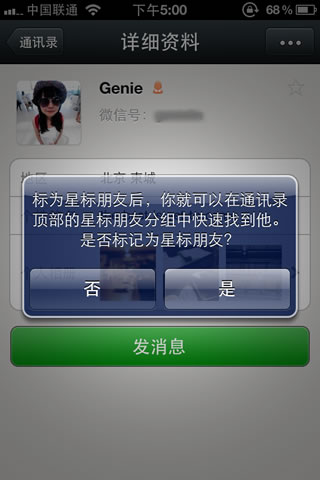 中国联通
下午5:00
通讯录
详细资料
Genie
微信号：
地区
北京 東城
标为星标朋友后，你就可以在通讯录
顶部的星标朋友分组中快速找到他。
是否标记为星标朋友？
个人相册
否
是
发消息